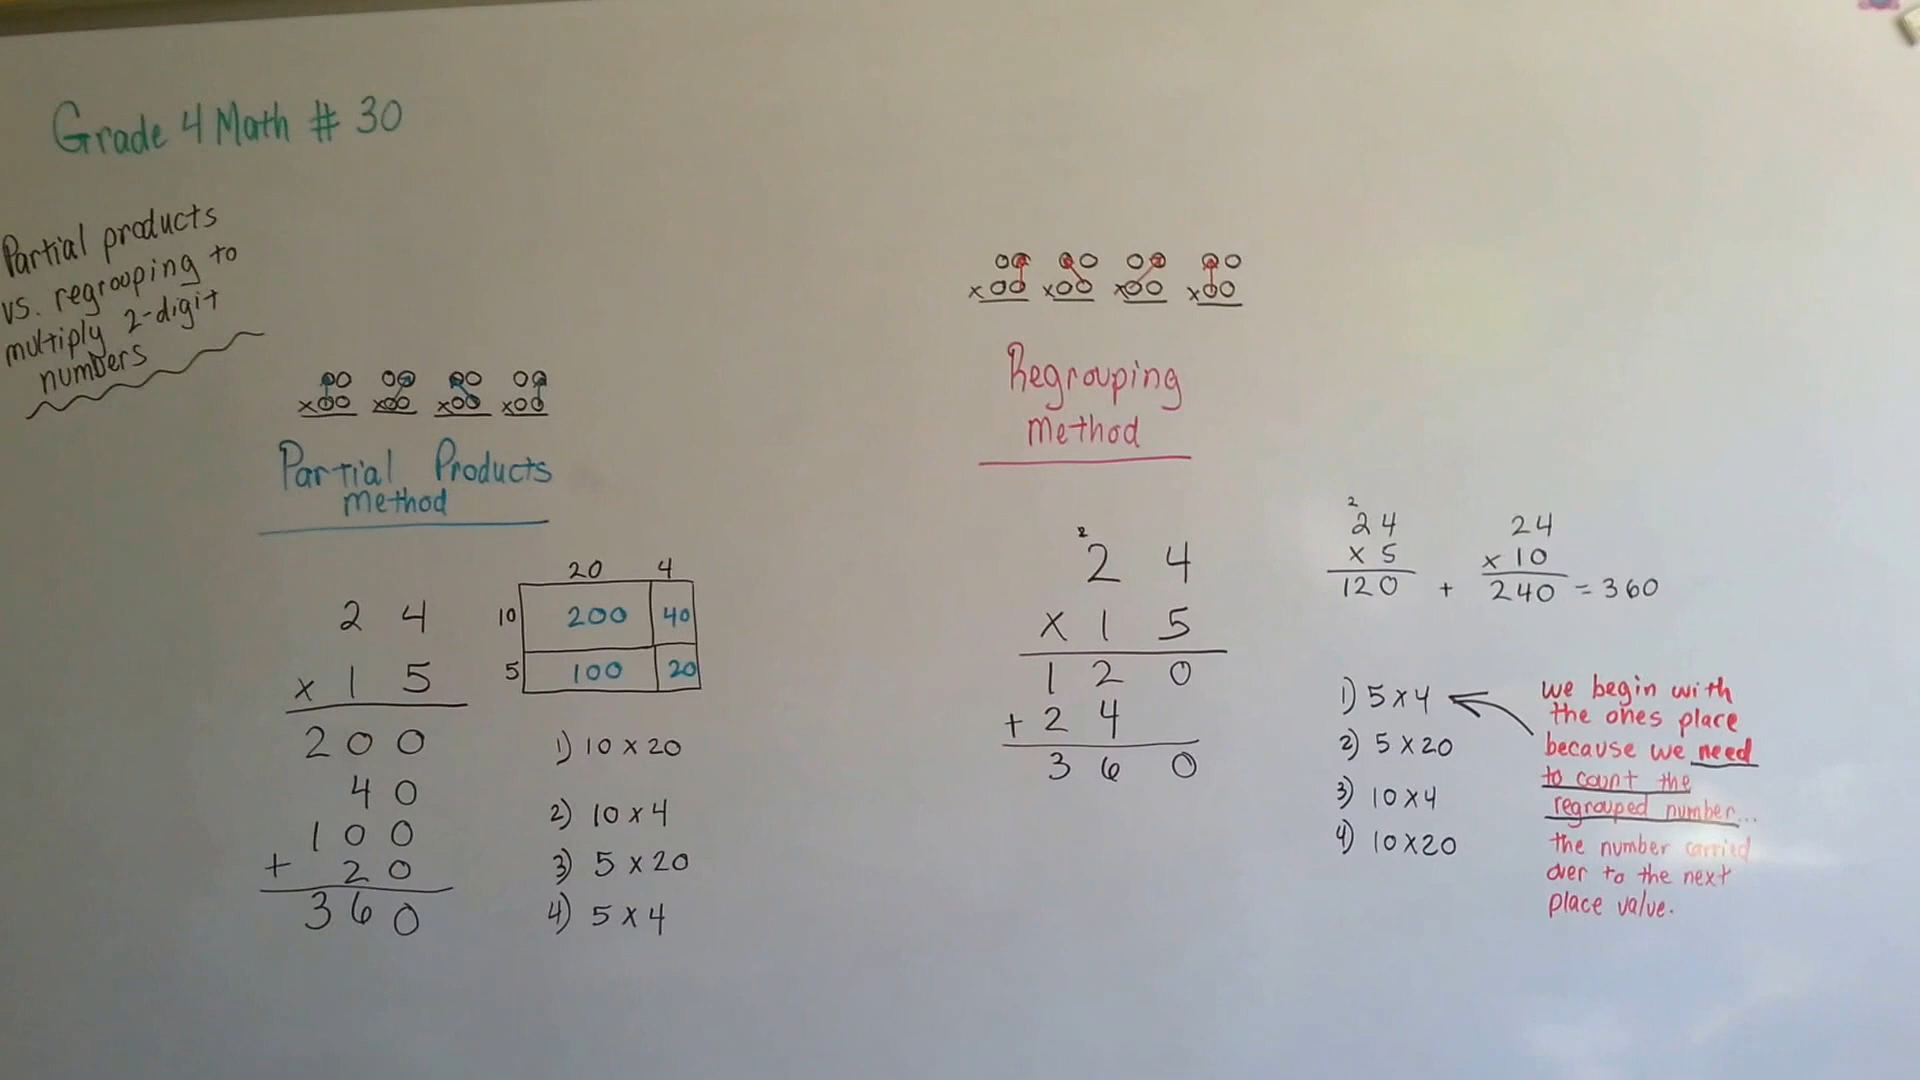 Grade 4 Math # 30
Partial products
vs. regrouping to
multiply 2-digit
numbers
x x x x
Partial Products
method
2 4
x 1 5
2 0 0
4 0
1 0 0
+ 2 0
3 6 0
20 4
10 200 40
5 100 20
1) 10 x 20
2) 10 x 4
3) 5 x 20
4) 5 x 4
x x x x
Regrouping
method
2
2 4
x 1 5
1 2 0
+ 2 4
3 6 0
2
24
x 5
120
+
24
x 10
240 = 360
1) 5 x 4
2) 5 x 20
3) 10 x 4
4) 10 x 20
we begin with
the ones place
because we need
to count the
regrouped number...
the number carried
over to the next
place value.